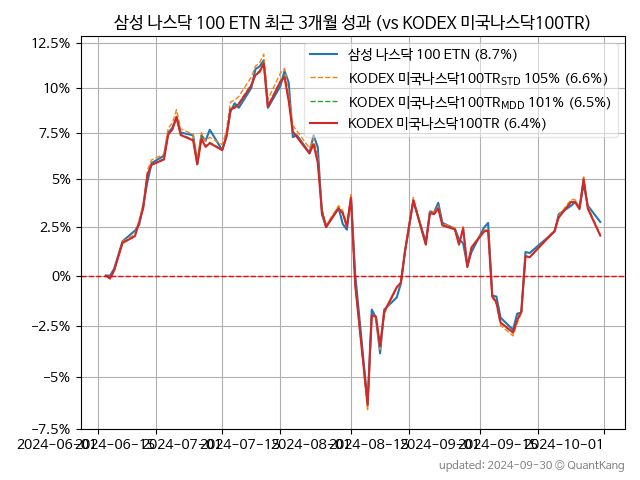 삼성 나스닥 100 ETN 최근 3개월 성과 (vs KODEX 미국나스닥100TR)
삼성 나스닥 100 ETN (8.7%)
KODEX 미국나스닥100TR_STD 105% (6.6%)
KODEX 미국나스닥100TR_MDD 101% (6.5%)
KODEX 미국나스닥100TR (6.4%)
12.5%
10%
7.5%
5%
2.5%
0%
−2.5%
−5%
−7.5%
2024-06-01 2024-06-15 2024-07-01 2024-07-15 2024-08-01 2024-08-15 2024-09-01 2024-09-15 2024-10-01
updated: 2024-09-30 © QuantKang